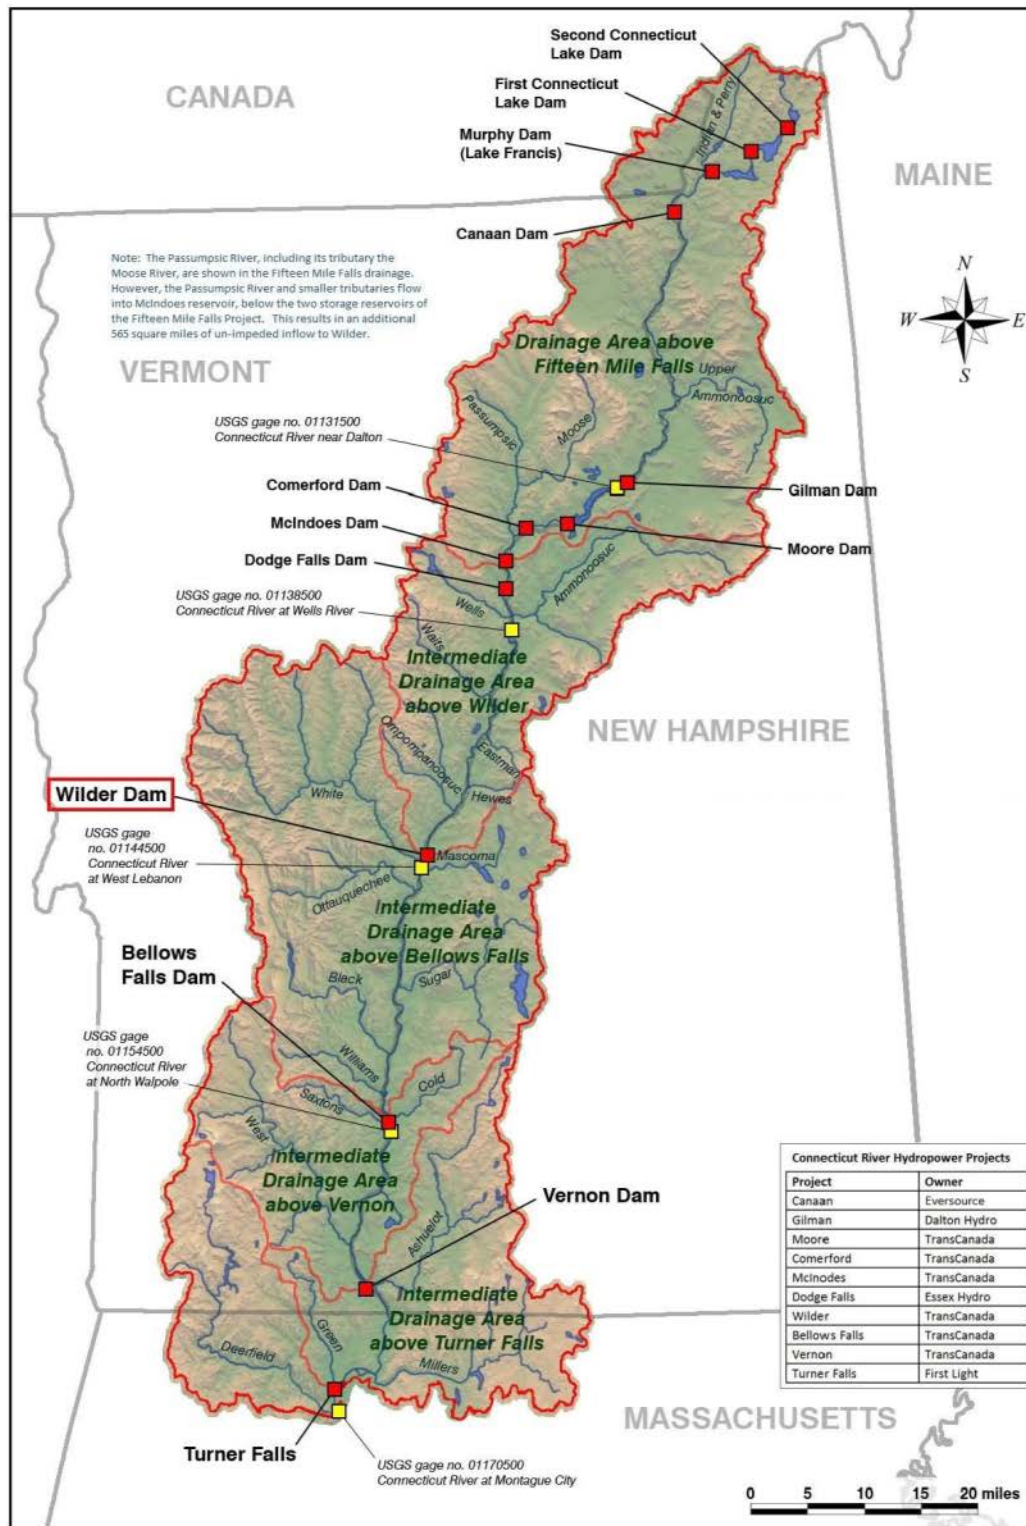 Second Connecticut
Lake Dam
First Connecticut
Lake Dam
Murphy Dam
(Lake Francis)
Indian & Perry
CANADA
MAINE
Canaan Dam
Note: The Passumpsic River, including its tributary the
Moose River, are shown in the Fifteen Mile Falls drainage.
However, the Passumpsic River and smaller tributaries flow
into McIndoes reservoir, below the two storage reservoirs of
the Fifteen Mile Falls Project. This results in an additional
565 square miles of un-impeded inflow to Wilder.
N
W
E
S
VERMONT
Drainage Area above
Fifteen Mile Falls
Upper
Ammonoosuc
Passumpsic
Moose
USGS gage no. 01131500
Connecticut River near Dalton
Comerford Dam
Gilman Dam
McIndoes Dam
Moore Dam
Dodge Falls Dam
Ammonoosuc
USGS gage no. 01138500
Connecticut River at Wells River
Wells
Waits
Intermediate
Drainage Area
above Wilder
NEW HAMPSHIRE
Ompompanoosuc
Eastman
Hewes
White
Wilder Dam
Mascoma
USGS gage
no. 01144500
Connecticut River
at West Lebanon
Ottauquechee
Intermediate
Drainage Area
above Bellows Falls
Bellows
Falls Dam
Black
Sugar
USGS gage
no. 01154500
Connecticut River
at North Walpole
Williams
Cold
Saxtons
West
Intermediate
Drainage Area
above Vernon
Vernon Dam
Ashuelot
Intermediate
Drainage Area
above Turner Falls
Green
Deerfield
Millers
Turner Falls
USGS gage no. 01170500
Connecticut River at Montague City
MASSACHUSETTS
Connecticut River Hydropower Projects
Project Owner
Canaan Eversource
Gilman Dalton Hydro
Moore TransCanada
Comerford TransCanada
McInodes TransCanada
Dodge Falls Essex Hydro
Wilder TransCanada
Bellows Falls TransCanada
Vernon TransCanada
Turner Falls First Light
0 5 10 15 20 miles